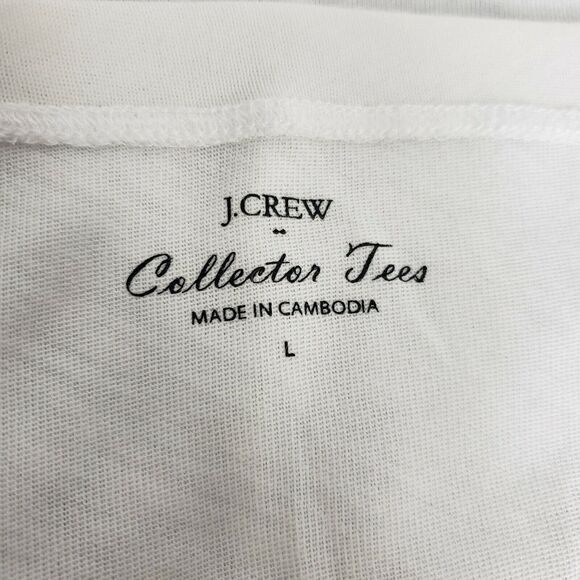 J.CREW
Collector Tees
MADE IN CAMBODIA
L